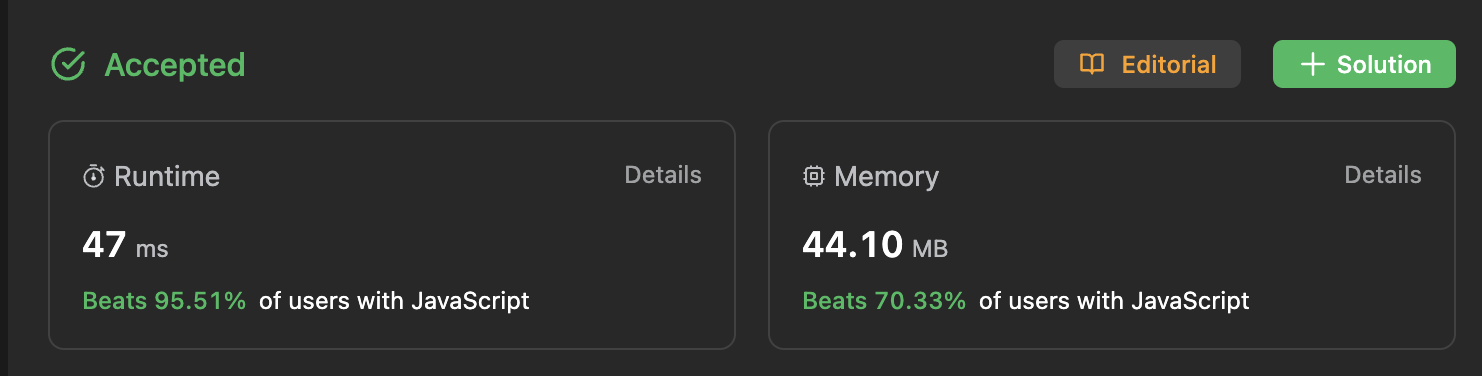 Accepted
Editorial
+ Solution
Runtime
Details
47 ms
Beats 95.51% of users with JavaScript
Memory
Details
44.10 MB
Beats 70.33% of users with JavaScript